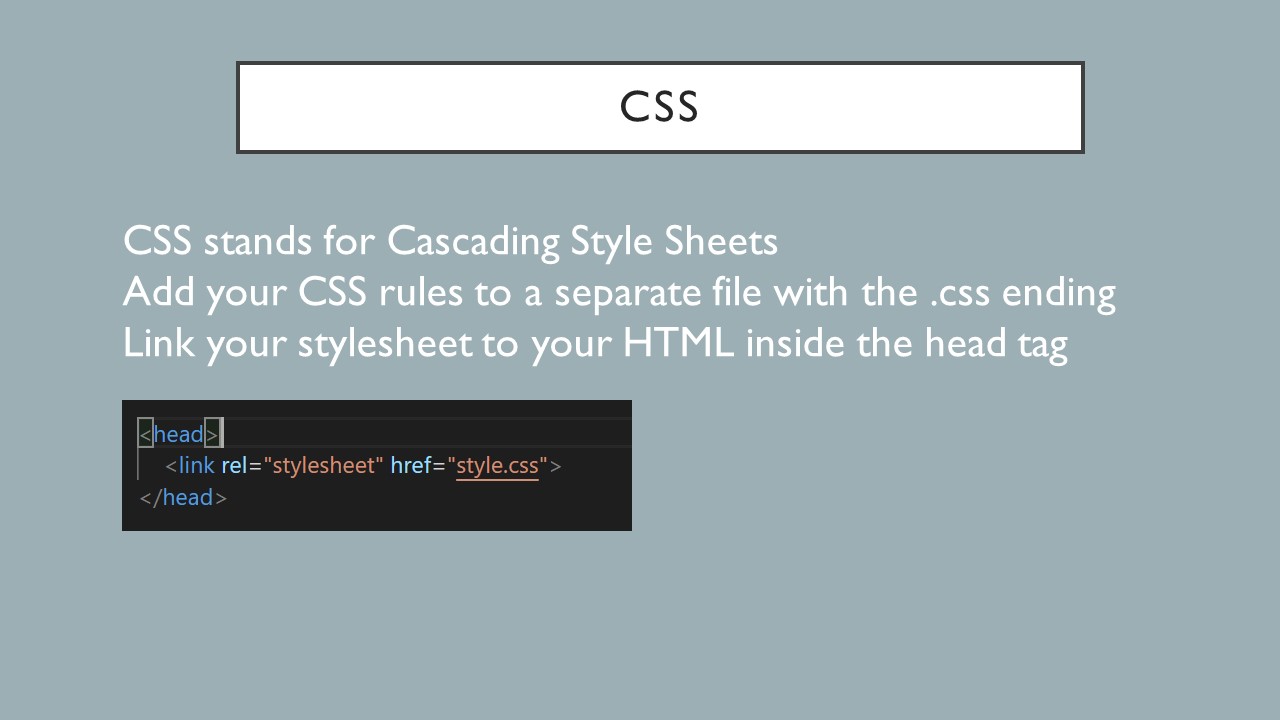 CSS
CSS stands for Cascading Style Sheets
Add your CSS rules to a separate file with the .css ending
Link your stylesheet to your HTML inside the head tag
<head>
<link rel="stylesheet" href="style.css">
</head>